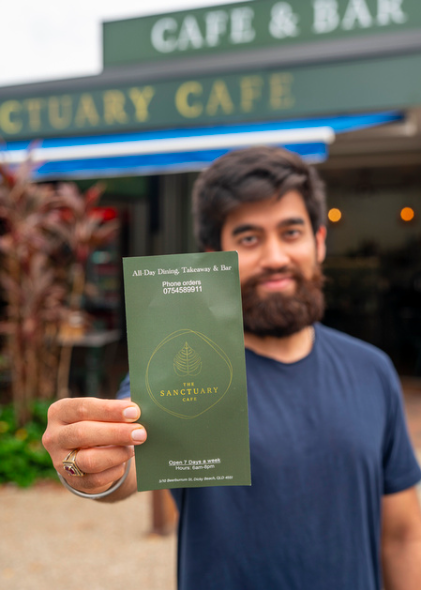 CAFE & BAR
CTUARY CAFE
All-Day Dining, Takeaway & Bar
Phone orders
0754589911
THE
SANCTUARY
CAFE
Open 7 Days a week
Hours: 6am-6pm